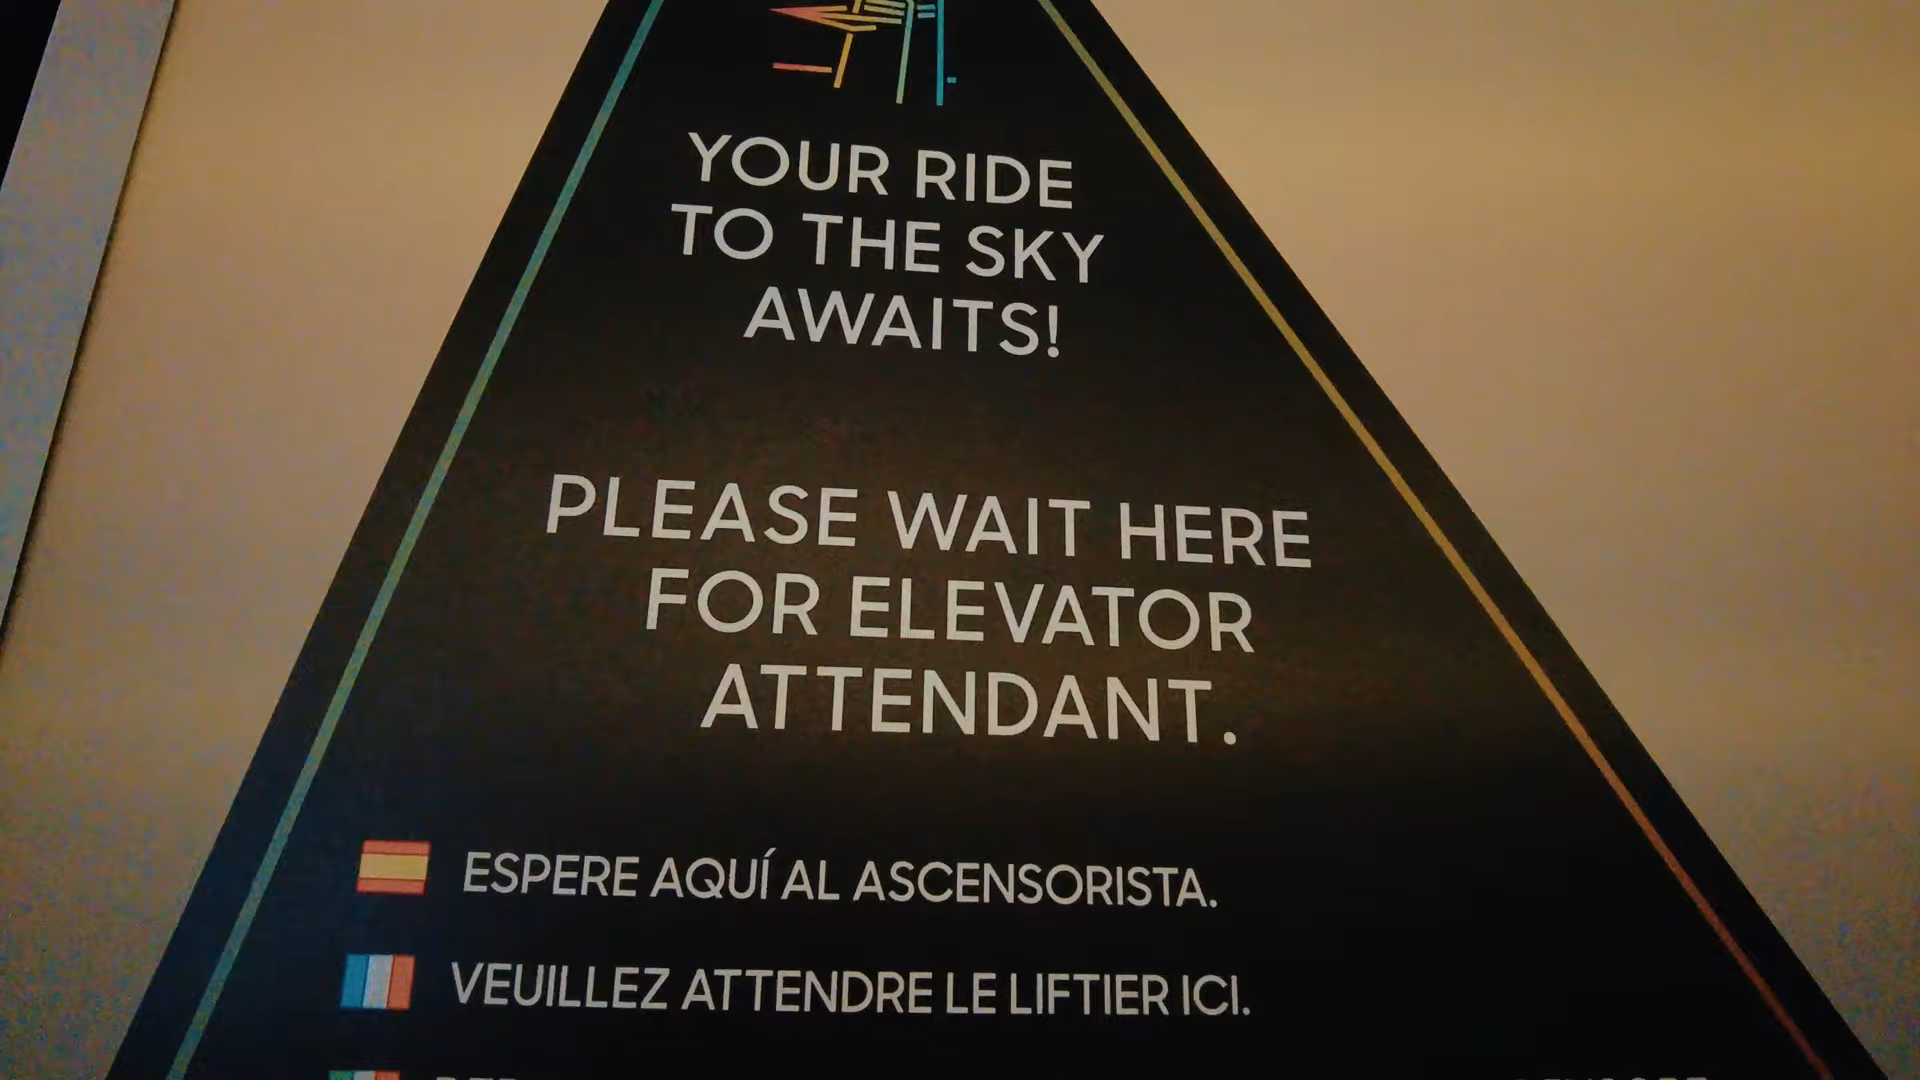 YOUR RIDE
TO THE SKY
AWAITS!
PLEASE WAIT HERE
FOR ELEVATOR
ATTENDANT.
ESPERE AQUÍ AL ASCENSORISTA.
VEUILLEZ ATTENDRE LE LIFTIER ICI.